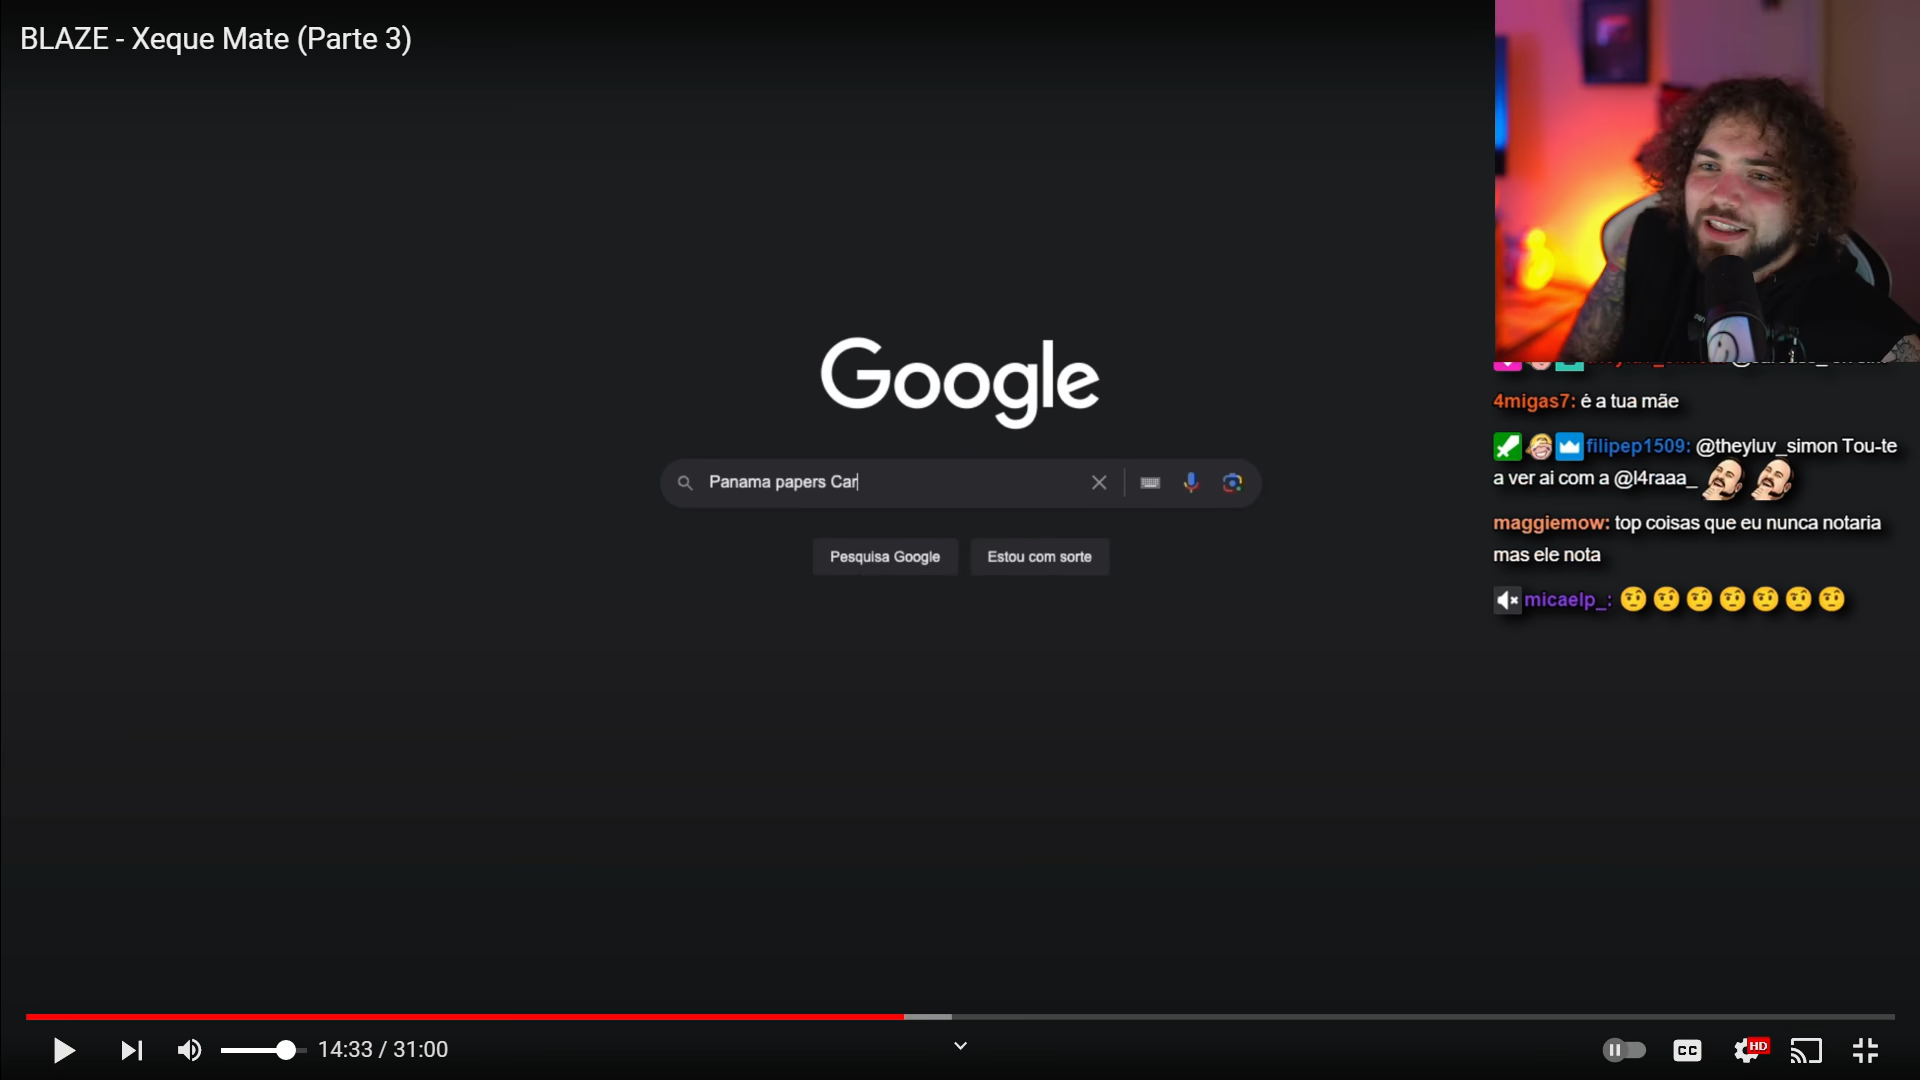 BLAZE - Xeque Mate (Parte 3)
Google
Panama papers Car
Pesquisa Google
Estou com sorte
4migas7: é a tua mãe
filipep1509: @theyluv_simon Tou-te
a ver ai com a @l4raaa_
maggiemow: top coisas que eu nunca notaria
mas ele nota
micaelp_:
14:33 / 31:00
CC
HD